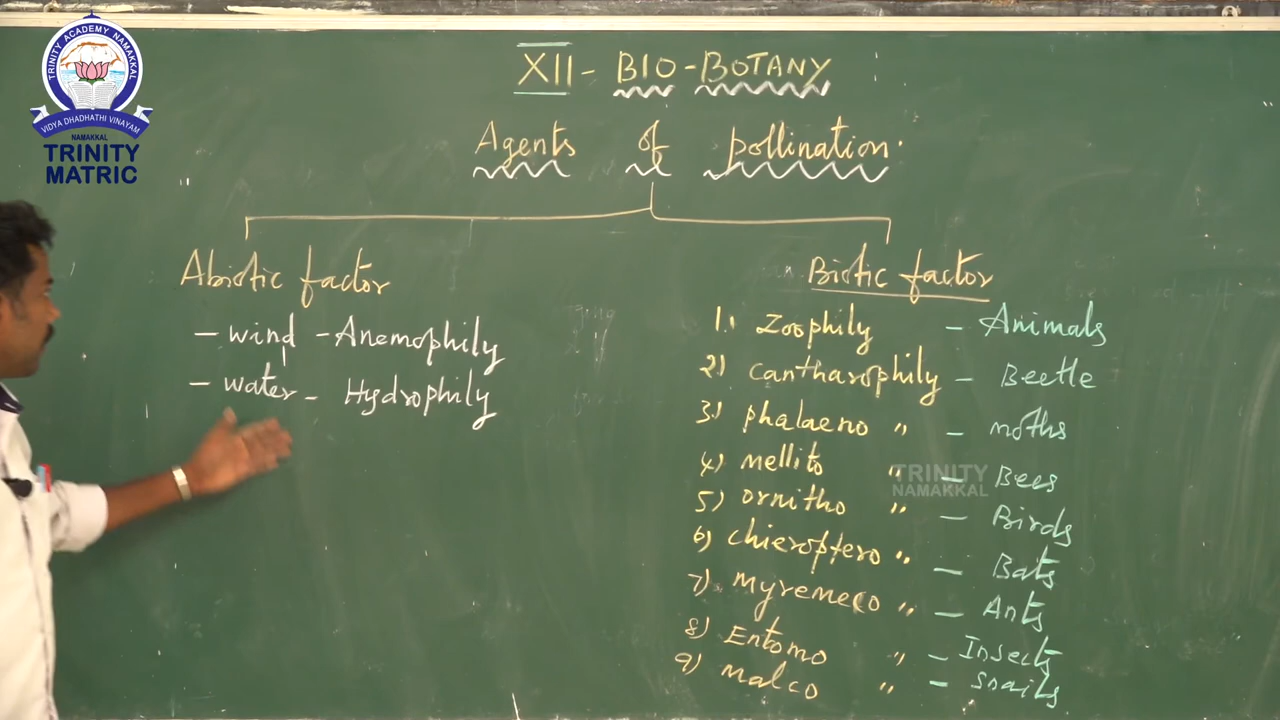 TRINITY ACADEMY NAMAKKAL
VIDYA DHADHATHI VINAYAM
NAMAKKAL
TRINITY
MATRIC
XII - BIO - BOTANY
Agents of pollination.
Abiotic factor
- wind - Anemophily
- water - Hydrophily
Biotic factor
1.) Zoophily - Animals
2) cantharophily - Beetle
3) phalaeno " - moths
4) mellito " - Bees
5) ornitho " - Birds
6) chieroptero " - Bats
7) Myremeco " - Ants
8) Entomo " - Insects
9) malco " - Snails
TRINITY
NAMAKKAL